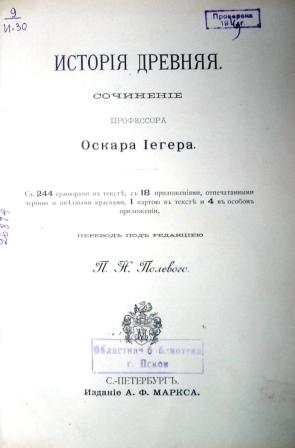 9
И-30
Проверена
ИСТОРІЯ ДРЕВНЯЯ.
СОЧИНЕНІЕ
ПРОФЕССОРА
Оскара Іегера.
Съ 244 гравюрами въ текстѣ, съ 18 приложеніями, отпечатанными
черною и цвѣтными красками, 1 картою въ текстѣ и 4 въ особомъ
приложеніи.
ПЕРЕВОДЪ ПОДЪ РЕДАКЦІЕЮ
П. Н. Полевого.
Областная библиотека
г. Псков
С.-ПЕТЕРБУРГЪ.
Изданіе А. Ф. МАРКСА.